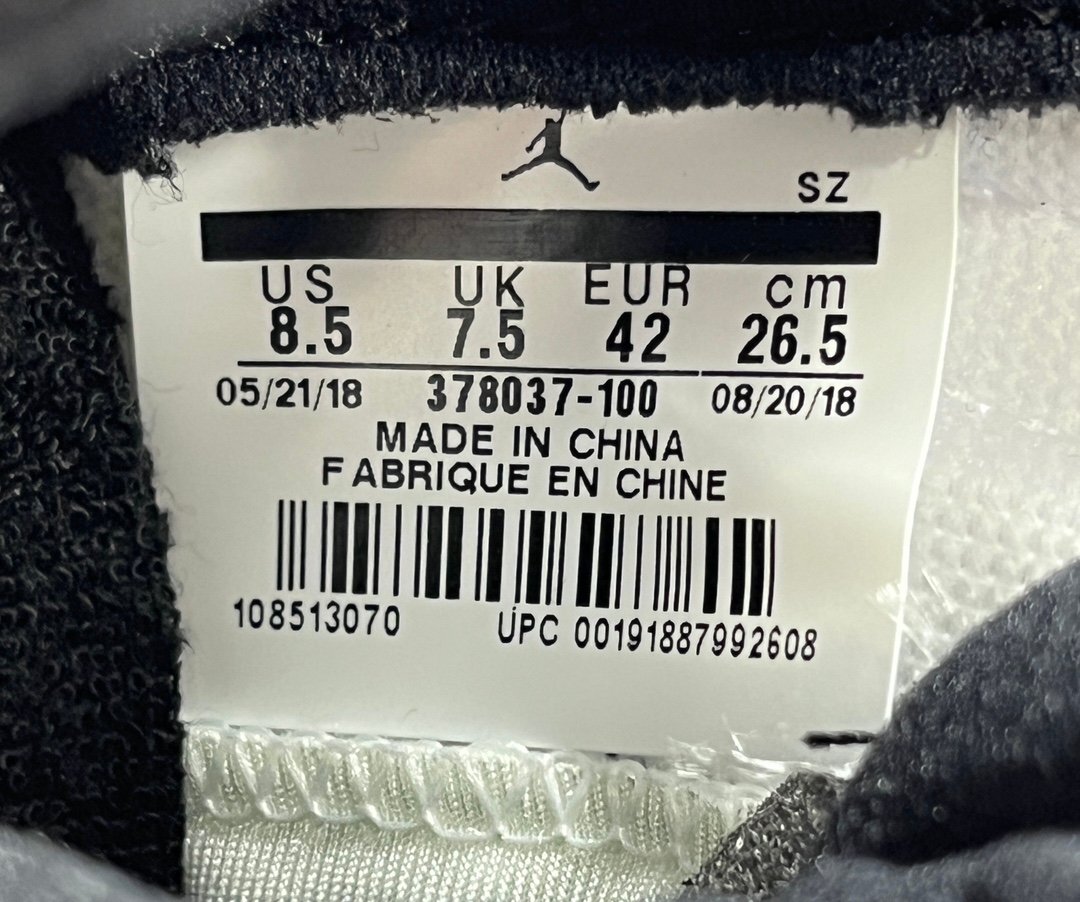 SZ
US UK EUR cm
8.5 7.5 42 26.5
05/21/18 378037-100 08/20/18
MADE IN CHINA
FABRIQUE EN CHINE
108513070 UPC 00191887992608